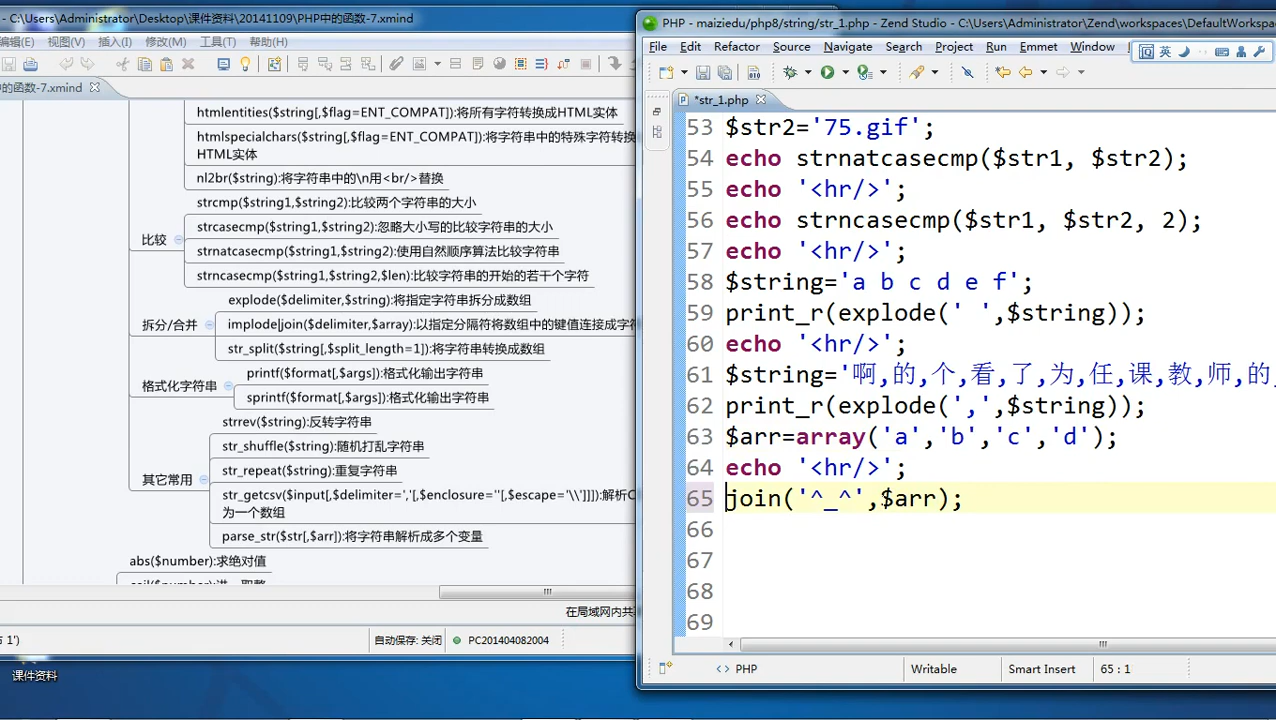 - C:\Users\Administrator\Desktop\课件资料\20141109\PHP中的函数-7.xmind
编辑(E) 视图(V) 插入(I) 修改(M) 工具(T) 帮助(H)
中的函数-7.xmind
htmlentities($string[,$flag=ENT_COMPAT):将所有字符转换成HTML实体
htmlspecialchars($string[,$flag=ENT_COMPAT):将字符串中的特殊字符转换
HTML实体
nl2br($string):将字符串中的\n用<br/>替换
比较
strcmp($string1,$string2):比较两个字符串的大小
strcasecmp($string1,$string2):忽略大小写的比较字符串的大小
strnatcasecmp($string1,$string2):使用自然顺序算法比较字符串
strncasecmp($string1,$string2,$len):比较字符串的开始的若干个字符
拆分/合并
explode($delimiter,$string):将指定字符串拆分成数组
implode|join($delimiter,$array):以指定分隔符将数组中的键值连接成字符
str_split($string[,$split_length=1]):将字符串转换成数组
格式化字符串
printf($format[,$args):格式化输出字符串
sprintf($format[,$args):格式化输出字符串
其它常用
strrev($string):反转字符串
str_shuffle($string):随机打乱字符串
str_repeat($string):重复字符串
str_getcsv($input[,$delimiter=','[,$enclosure=''[,$escape='\\']]]):解析C
为一个数组
parse_str($str[,$arr):将字符串解析成多个变量
abs($number):求绝对值
在局域网内共
 1')
自动保存: 关闭
PC201404082004
课件资料
PHP - maiziedu/php8/string/str_1.php - Zend Studio - C:\Users\Administrator\Zend\workspaces\DefaultWorkspa
File Edit Refactor Source Navigate Search Project Run Emmet Window
英
*str_1.php
53 $str2='75.gif';
54 echo strnatcasecmp($str1, $str2);
55 echo '<hr/>';
56 echo strncasecmp($str1, $str2, 2);
57 echo '<hr/>';
58 $string='a b c d e f';
59 print_r(explode(' ',$string));
60 echo '<hr/>';
61 $string='啊,的,个,看,了,为,任,课,教,师,的
62 print_r(explode(',',$string));
63 $arr=array('a','b','c','d');
64 echo '<hr/>';
65 join('^_^',$arr);
66
67
68
69
PHP
Writable
Smart Insert
65 : 1